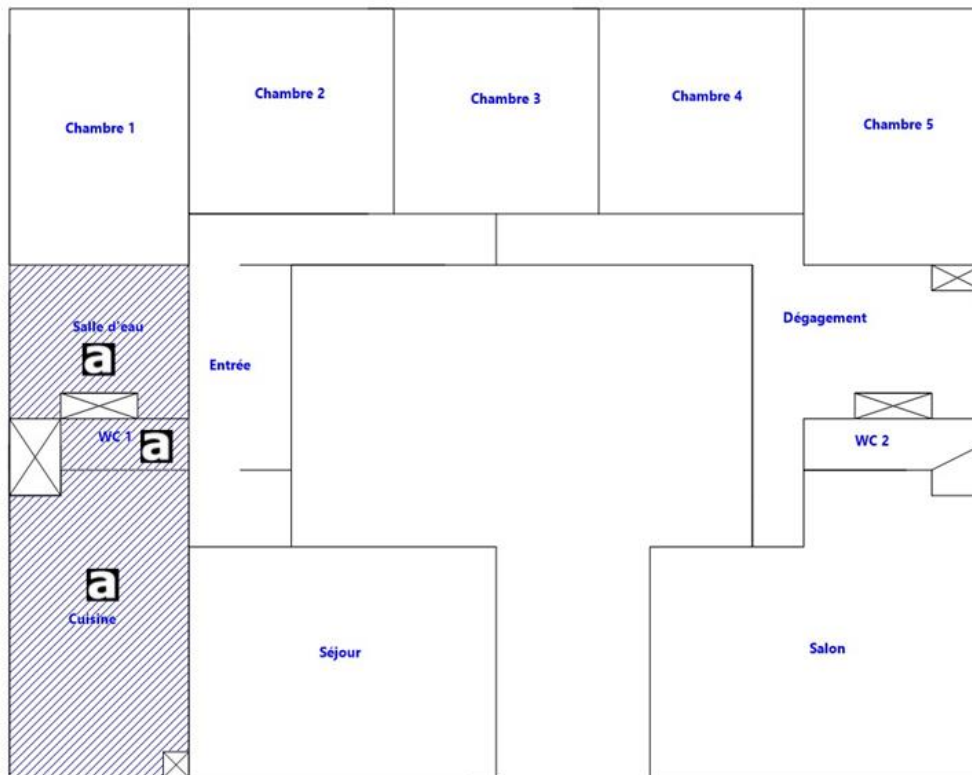 Chambre 1
Chambre 2
Chambre 3
Chambre 4
Chambre 5
Salle d'eau
a
Entrée
Dégagement
WC 1
a
WC 2
a
Cuisine
Séjour
Salon